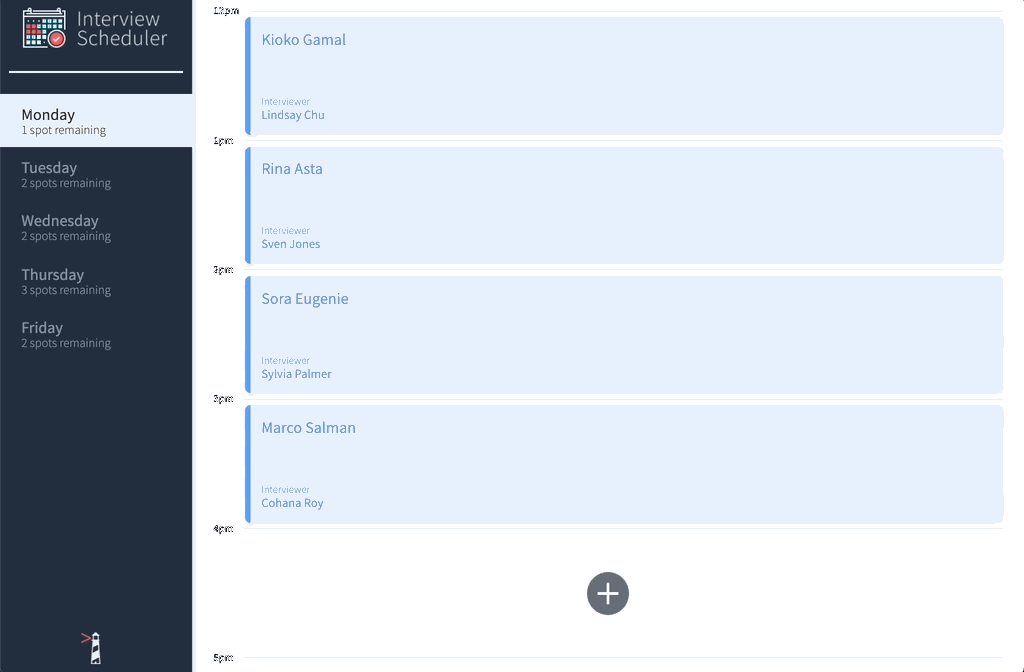 Interview
Scheduler
Monday
1 spot remaining
Tuesday
2 spots remaining
Wednesday
2 spots remaining
Thursday
3 spots remaining
Friday
2 spots remaining
12pm
Kioko Gamal
Interviewer
Lindsay Chu
1pm
Rina Asta
Interviewer
Sven Jones
2pm
Sora Eugenie
Interviewer
Sylvia Palmer
3pm
Marco Salman
Interviewer
Cohana Roy
4pm
5pm